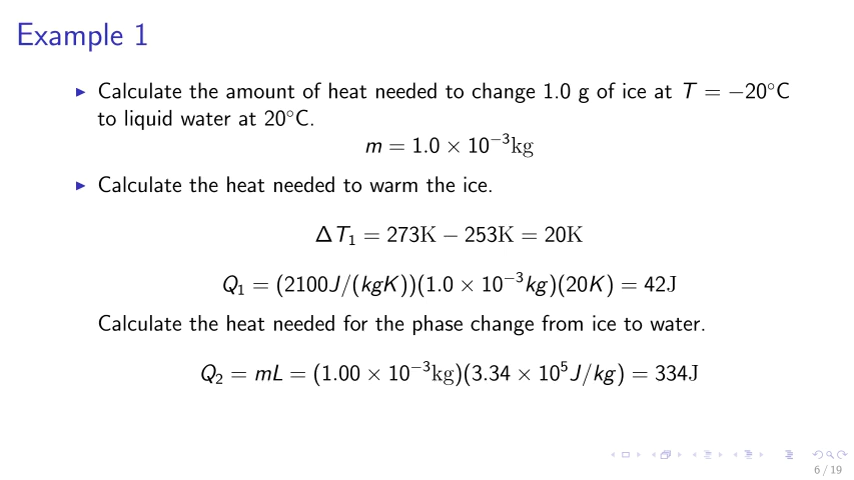 Example 1
▶ Calculate the amount of heat needed to change 1.0 g of ice at T = −20°C
to liquid water at 20°C.
m = 1.0 × 10⁻³kg
▶ Calculate the heat needed to warm the ice.
ΔT₁ = 273K − 253K = 20K
Q₁ = (2100J/(kgK))(1.0 × 10⁻³kg)(20K) = 42J
Calculate the heat needed for the phase change from ice to water.
Q₂ = mL = (1.00 × 10⁻³kg)(3.34 × 10⁵J/kg) = 334J
6 / 19